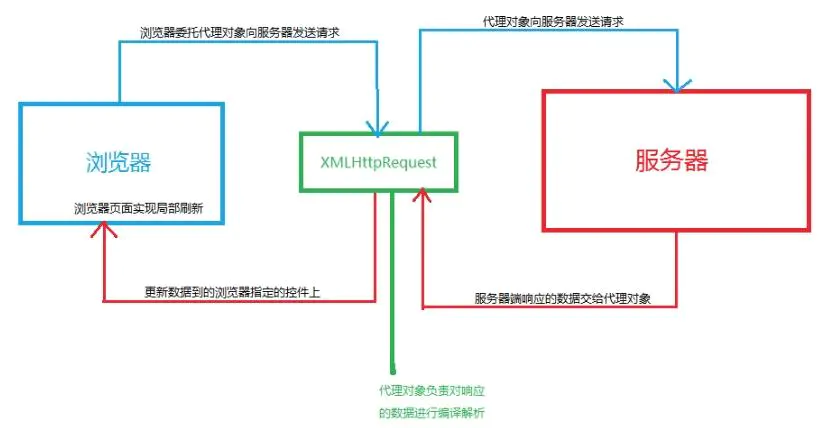 代理对象向服务器发送请求
浏览器委托代理对象向服务器发送请求
浏览器
XMLHttpRequest
服务器
浏览器页面实现局部刷新
更新数据到的浏览器指定的控件上
服务器端响应的数据交给代理对象
代理对象负责对响应
的数据进行编译解析